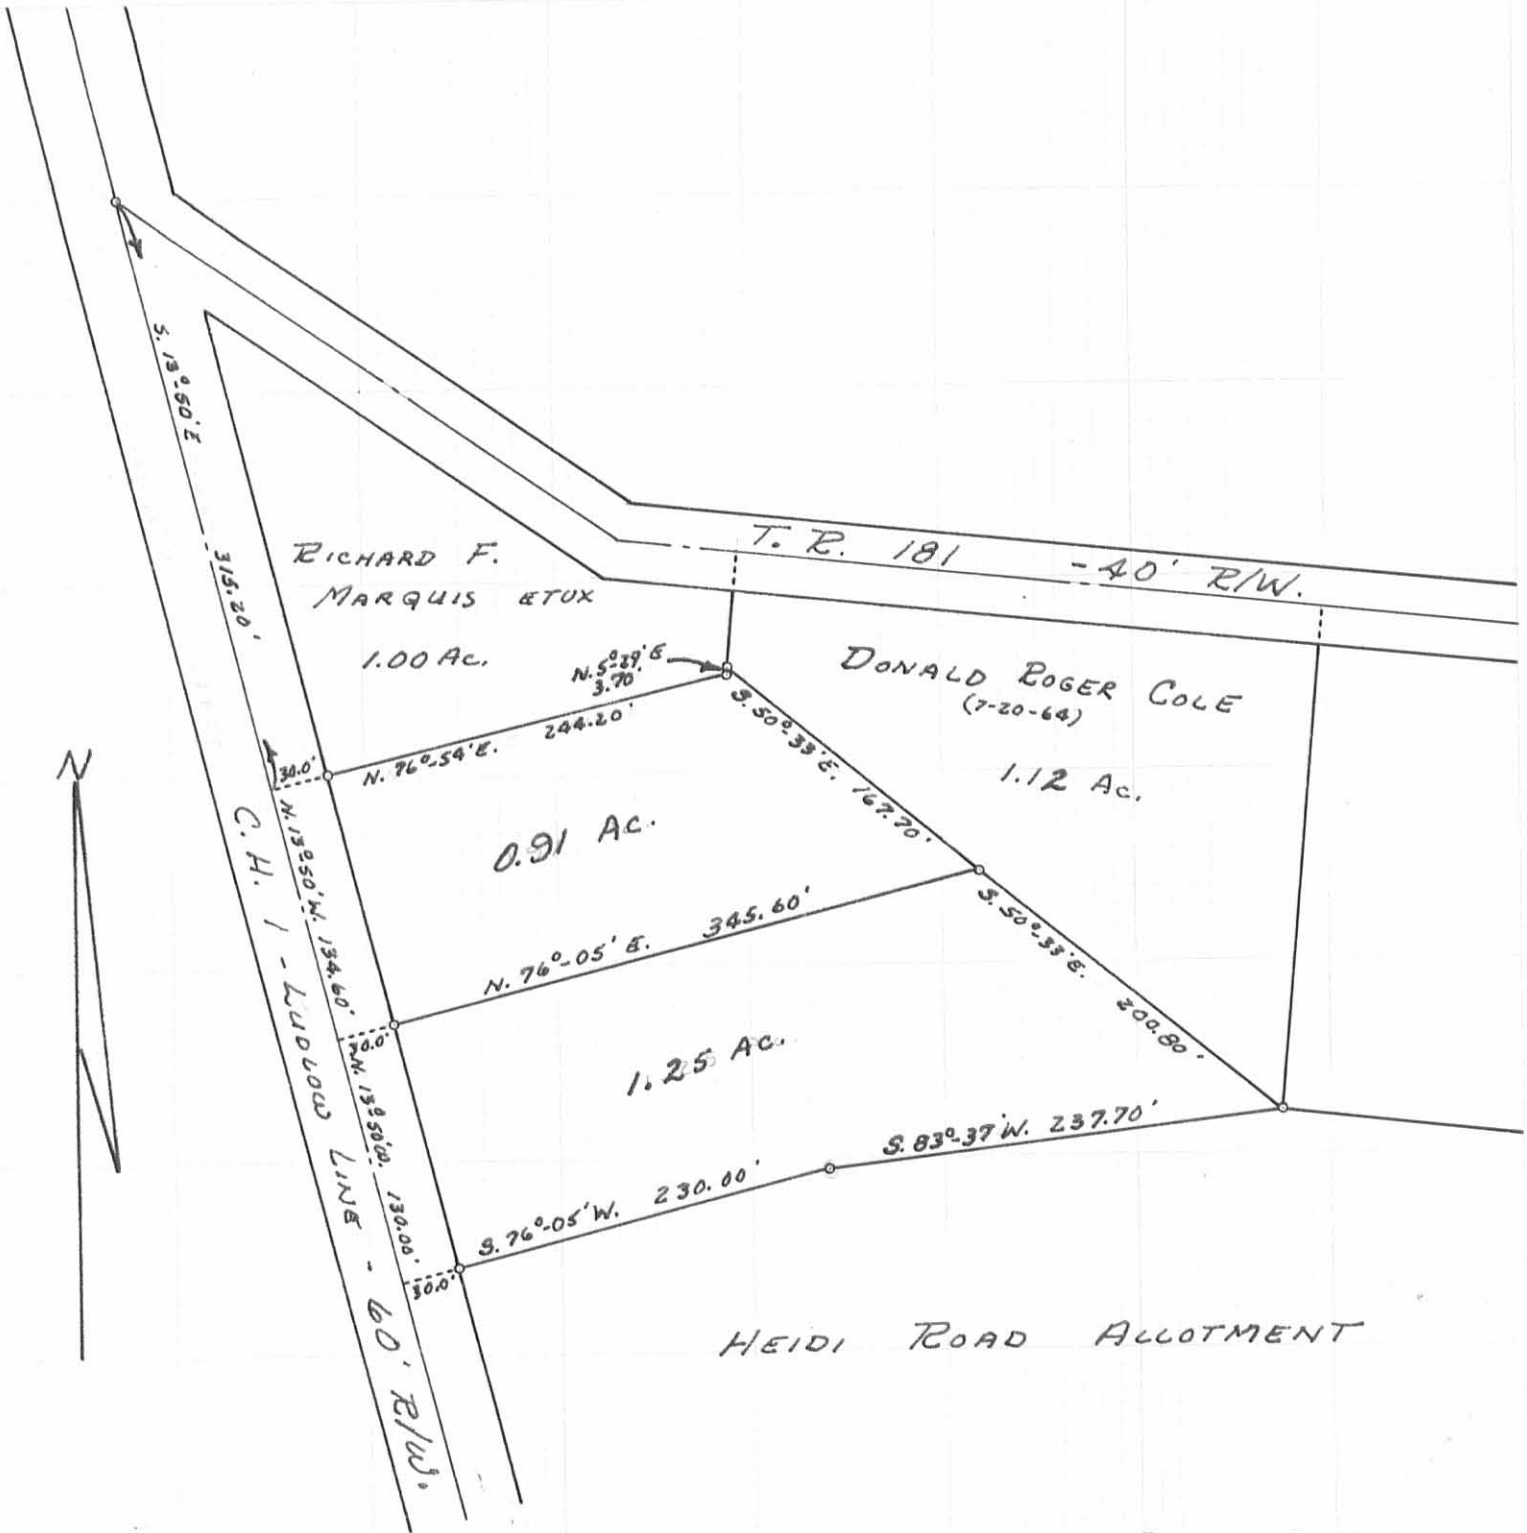 S. 13°-50' E
315.20'
RICHARD F.
MARQUIS ETUX
1.00 Ac.
T. R. 181 -40' R/W.
N. 5°-29' E
3.70'
DONALD ROGER COLE
(7-20-64)
1.12 Ac.
N. 76°-54' E. 244.20'
S. 50°-33' E. 167.70'
N
30.0'
0.91 Ac.
N. 13°-50' W. 134.60'
N. 76°-05' E. 345.60'
S. 50°-33' E. 200.80'
30.0'
1.25 Ac.
N. 13°-50' W. 130.00'
S. 83°-37' W. 237.70'
S. 76°-05' W. 230.00'
30.0'
C. H. 1 - LUDLOW LINE - 60' R/W.
HEIDI ROAD ALLOTMENT